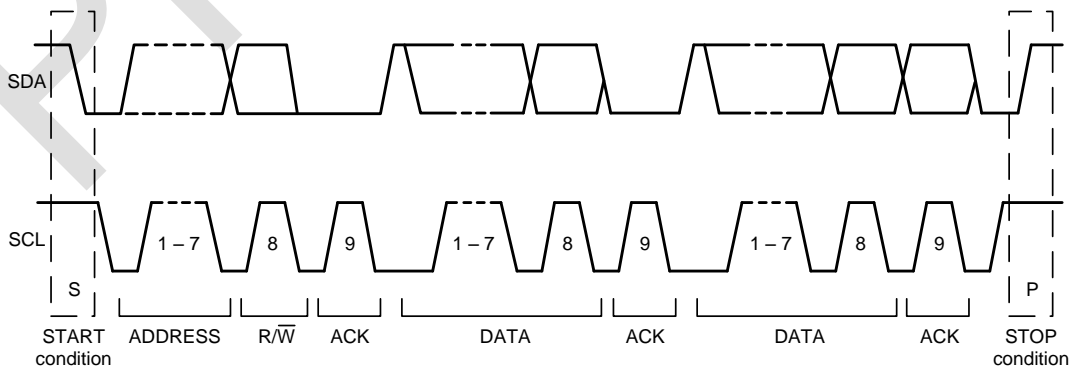 SDA
SCL
1 – 7 8 9 1 – 7 8 9 1 – 7 8 9
S P
START condition
ADDRESS
R/W̅
ACK
DATA
ACK
DATA
ACK
STOP condition